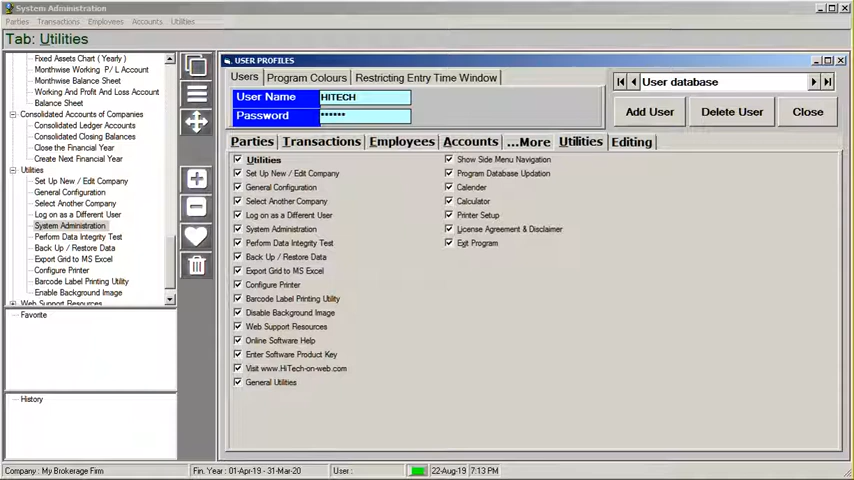 System Administration
Parties Transactions Employees Accounts Utilities
Tab: Utilities
Fixed Assets Chart ( Yearly )
Monthwise Working P/ L Account
Monthwise Balance Sheet
Working And Profit And Loss Account
Balance Sheet
Consolidated Accounts of Companies
Consolidated Ledger Accounts
Consolidated Closing Balances
Close the Financial Year
Create Next Financial Year
Utilities
Set Up New / Edit Company
General Configuration
Select Another Company
Log on as a Different User
System Administration
Perform Data Integrity Test
Back Up / Restore Data
Export Grid to MS Excel
Configure Printer
Barcode Label Printing Utility
Enable Background Image
Web Support Resources
Favorite
History
USER PROFILES
Users Program Colours Restricting Entry Time Window
User Name HITECH
Password ******
User database
Add User Delete User Close
Parties Transactions Employees Accounts ...More Utilities Editing
Utilities
Set Up New / Edit Company
General Configuration
Select Another Company
Log on as a Different User
System Administration
Perform Data Integrity Test
Back Up / Restore Data
Export Grid to MS Excel
Configure Printer
Barcode Label Printing Utility
Disable Background Image
Web Support Resources
Online Software Help
Enter Software Product Key
Visit www.HiTech-on-web.com
General Utilities
Show Side Menu Navigation
Program Database Updation
Calender
Calculator
Printer Setup
License Agreement & Disclaimer
Exit Program
Company : My Brokerage Firm Fin. Year : 01-Apr-19 - 31-Mar-20 User : 22-Aug-19 7:13 PM